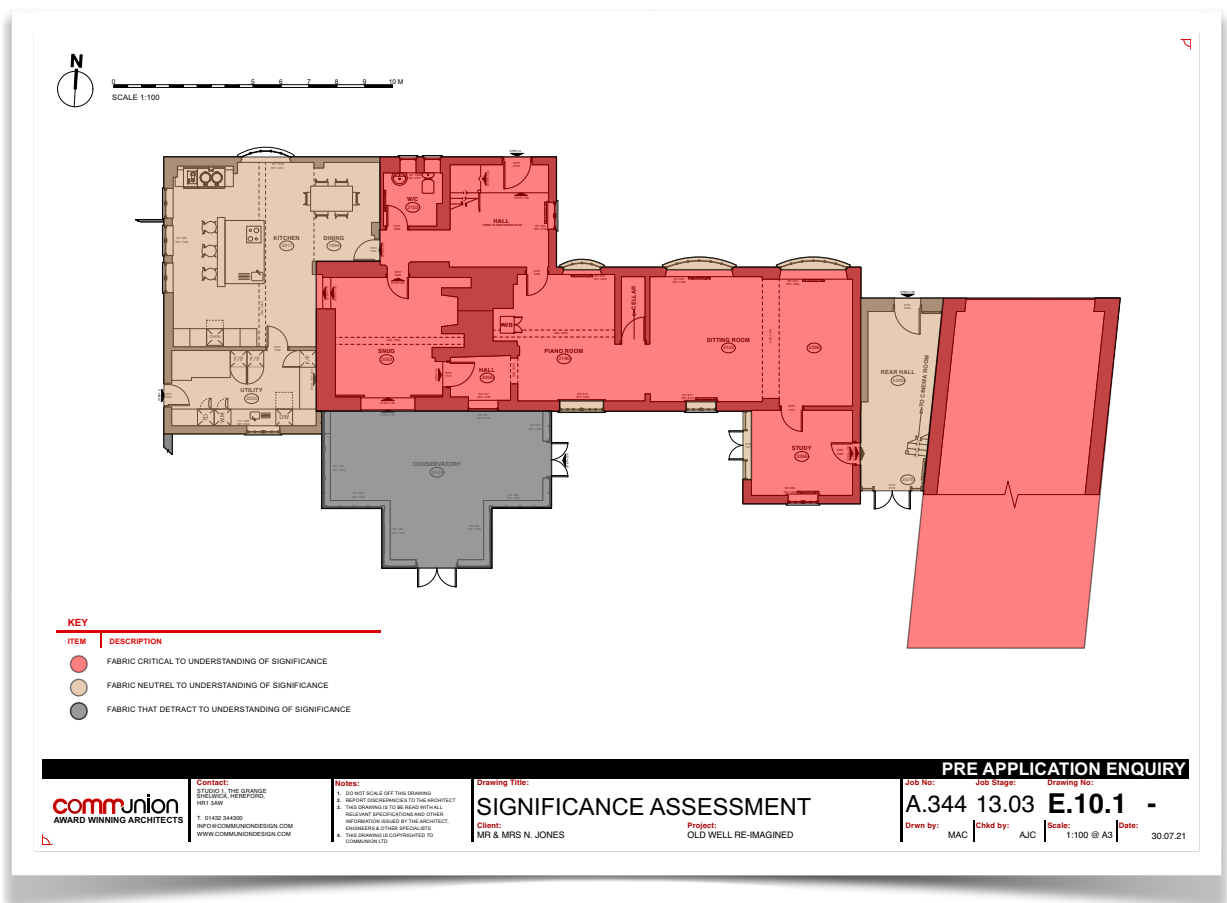 N
0 5 6 7 8 9 10 M
SCALE 1:100
KITCHEN
DINING
W/C
HALL
CELLAR
SNUG
HALL
PIANO ROOM
SITTING ROOM
REAR HALL
TO CINEMA ROOM
UTILITY
F/F
F/F
F/F
OVEN
TD
WM
DW
CONSERVATORY
STUDY
KEY
ITEM DESCRIPTION
FABRIC CRITICAL TO UNDERSTANDING OF SIGNIFICANCE
FABRIC NEUTREL TO UNDERSTANDING OF SIGNIFICANCE
FABRIC THAT DETRACT TO UNDERSTANDING OF SIGNIFICANCE
PRE APPLICATION ENQUIRY
communion
AWARD WINNING ARCHITECTS
Contact:
STUDIO 1, THE GRANGE
SHELWICK, HEREFORD,
HR1 3AW
T. 01432 344300
INFO@COMMUNIONDESIGN.COM
WWW.COMMUNIONDESIGN.COM
Notes:
1. DO NOT SCALE OFF THIS DRAWING
2. REPORT DISCREPANCIES TO THE ARCHITECT
3. THIS DRAWING IS TO BE READ WITH ALL
RELEVANT SPECIFICATIONS AND OTHER
INFORMATION ISSUED BY THE ARCHITECT,
ENGINEERS & OTHER SPECIALISTS
4. THIS DRAWING IS COPYRIGHTED TO
COMMUNION LTD
Drawing Title:
SIGNIFICANCE ASSESSMENT
Client:
MR & MRS N. JONES
Project:
OLD WELL RE-IMAGINED
Job No: Job Stage: Drawing No:
A.344 13.03 E.10.1 -
Drwn by: Chkd by: Scale: Date:
MAC AJC 1:100 @ A3 30.07.21